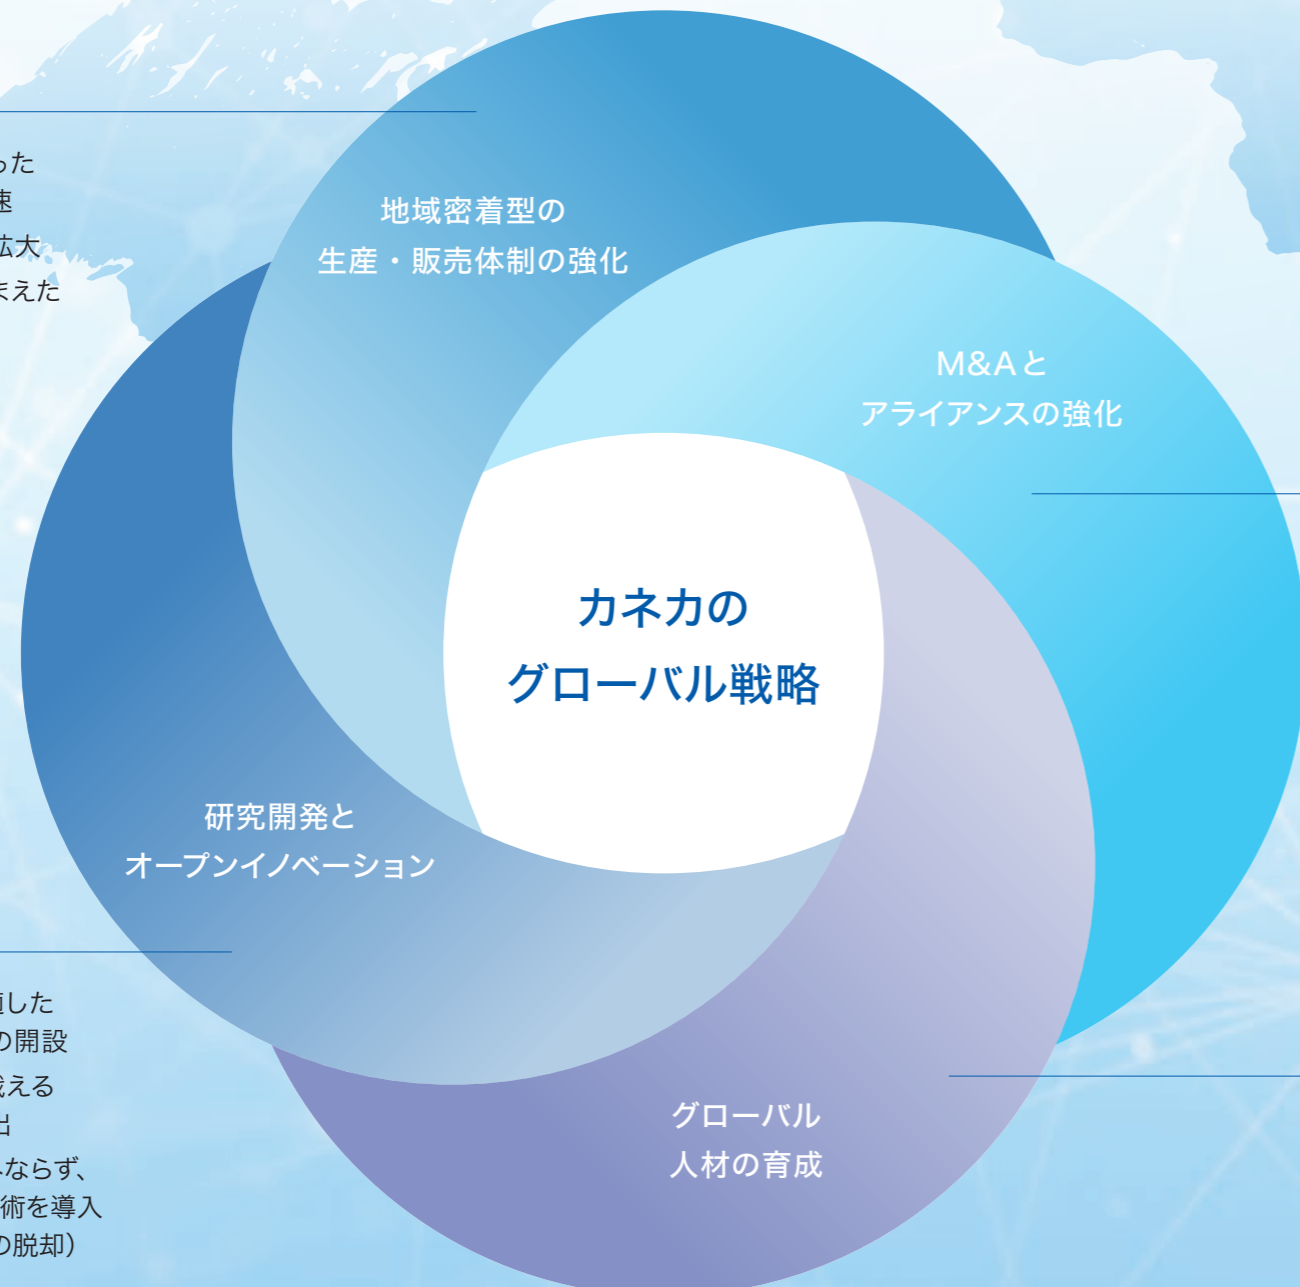 った
速
拡大
まえた
地域密着型の
生産・販売体制の強化
M&Aと
アライアンスの強化
カネカの
グローバル戦略
研究開発と
オープンイノベーション
グローバル
人材の育成
した
の開設
える
出
ならず、
術を導入
の脱却）